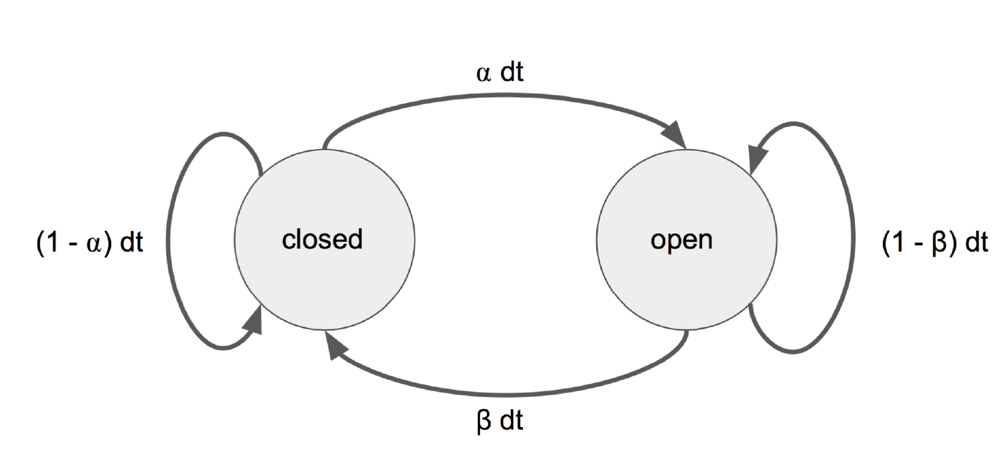 α dt
(1 - α) dt
closed
open
(1 - β) dt
β dt